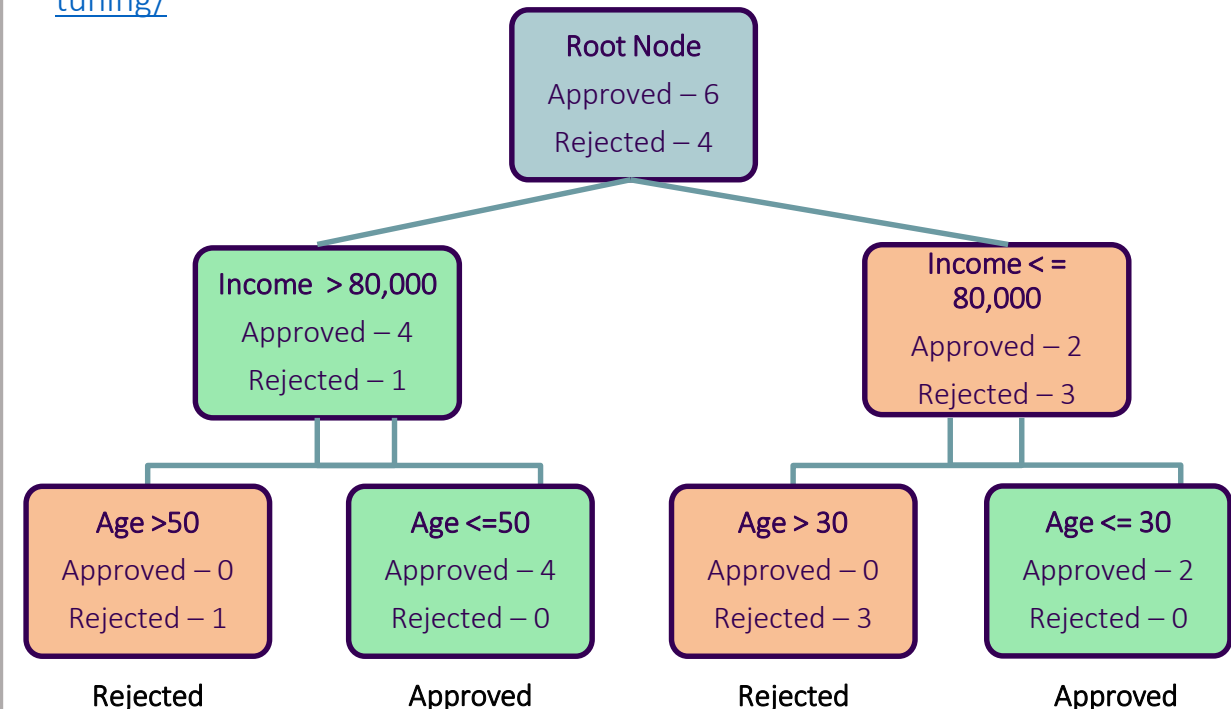 tuning/
Root Node
Approved – 6
Rejected – 4
Income > 80,000
Approved – 4
Rejected – 1
Income < =
80,000
Approved – 2
Rejected – 3
Age >50
Approved – 0
Rejected – 1
Age <=50
Approved – 4
Rejected – 0
Age > 30
Approved – 0
Rejected – 3
Age <= 30
Approved – 2
Rejected – 0
Rejected
Approved
Rejected
Approved